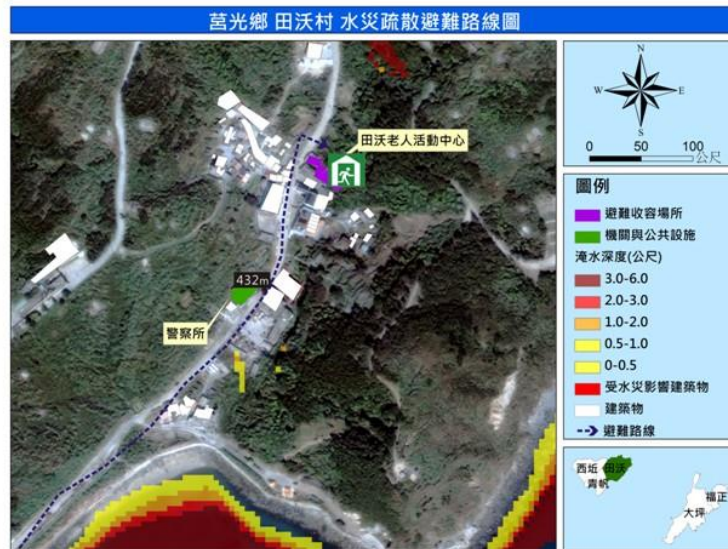 莒光鄉 田沃村 水災疏散避難路線圖
田沃老人活動中心
432m
警察所
N
W
E
S
0 50 100公尺
圖例
避難收容場所
機關與公共設施
淹水深度(公尺)
3.0-6.0
2.0-3.0
1.0-2.0
0.5-1.0
0-0.5
受水災影響建築物
建築物
避難路線
西坵
田沃
青帆
福正
大坪